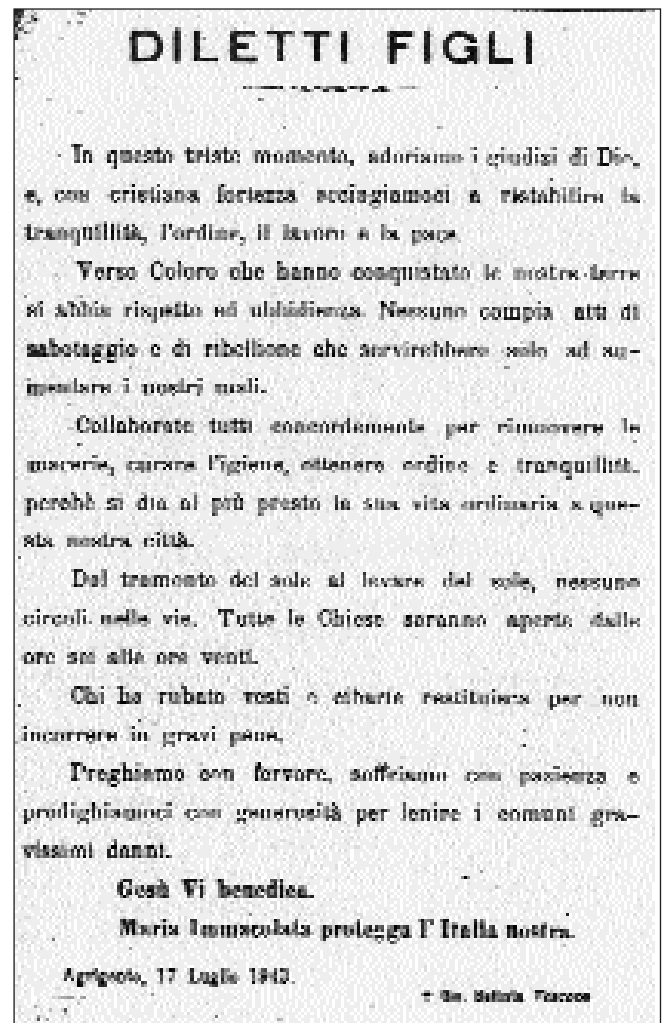 DILETTI FIGLI
In questo triste momento, adoriamo i giudizi di Dio,
e, con cristiana fortezza accingiamoci a ristabilire la
tranquillità, l'ordine, il lavoro e la pace.
Verso Coloro che hanno conquistato le nostre terre
si abbia rispetto ed ubbidienza. Nessuno compia atti di
sabotaggio e di ribellione che servirebbero solo ad au-
mentare i nostri mali.
Collaborate tutti concordemente per rimuovere le
macerie, curare l'igiene, ottenere ordine e tranquillità,
perchè si dia al più presto la sua vita ordinaria a que-
sta nostra città.
Dal tramonto del sole al levare del sole, nessuno
circoli nelle vie. Tutte le Chiese saranno aperte dalle
ore sei alle ore venti.
Chi ha rubato vesti o cibarie restituisca per non
incorrere in gravi pene.
Preghiamo con fervore, soffriamo con pazienza e
prodighiamoci con generosità per lenire i comuni gra-
vissimi danni.
Gesù Vi benedica.
Maria Immacolata protegga l'Italia nostra.
Agrigento, 17 Luglio 1943.
† Battista Vescovo